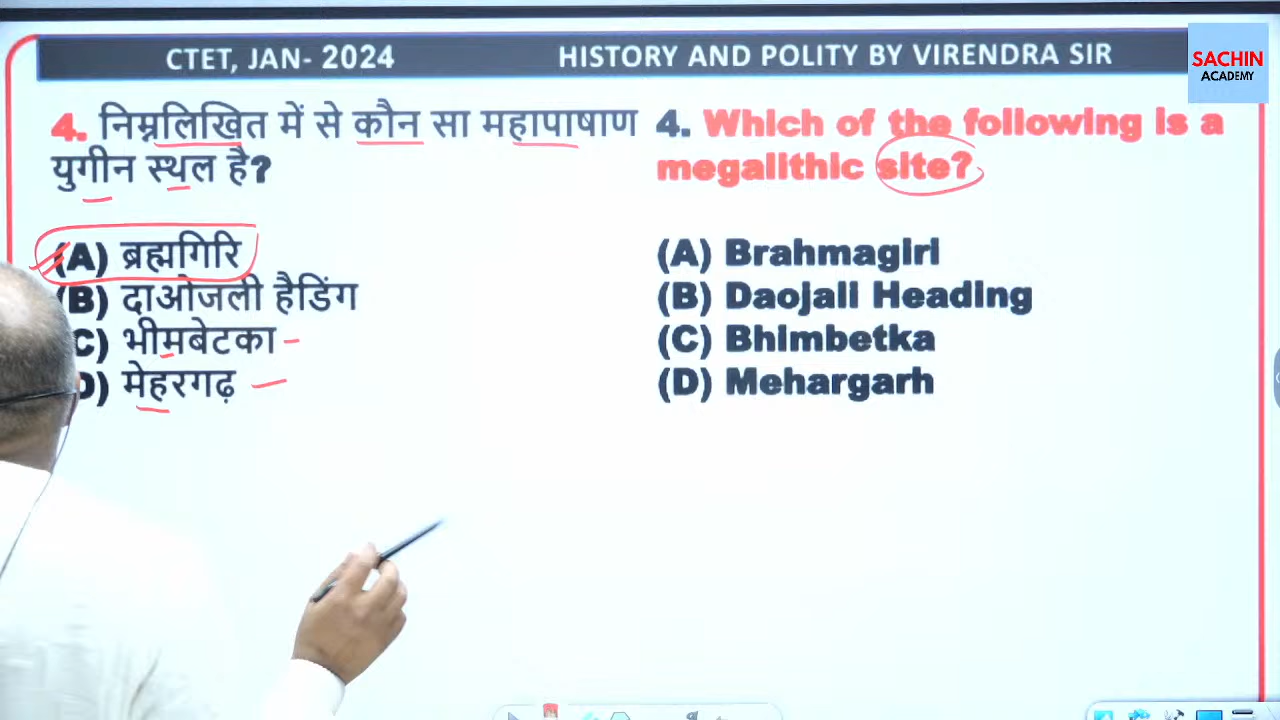 CTET, JAN- 2024 HISTORY AND POLITY BY VIRENDRA SIR
SACHIN
ACADEMY
4. निम्नलिखित में से कौन सा महापाषाण
युगीन स्थल है?
(A) ब्रह्मगिरि
(B) दाओजली हैडिंग
C) भीमबेटका
D) मेहरगढ़
4. Which of the following is a
megalithic site?
(A) Brahmagiri
(B) Daojali Heading
(C) Bhimbetka
(D) Mehargarh